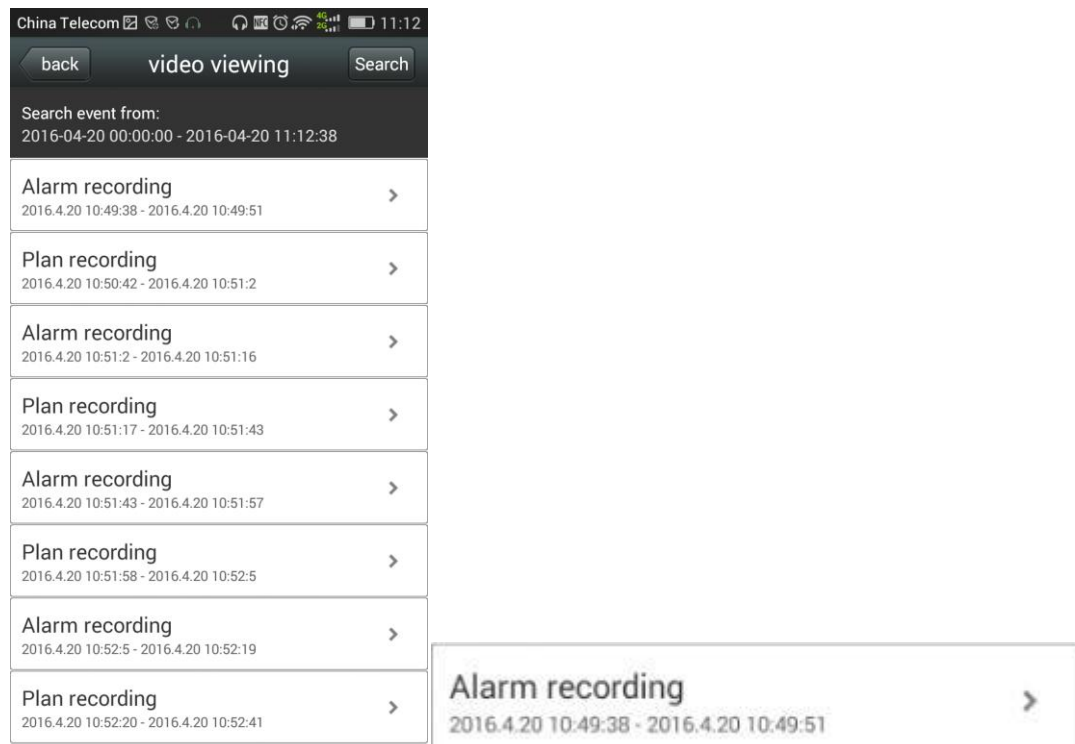 China Telecom 4G 2G 11:12
back video viewing Search
Search event from:
2016-04-20 00:00:00 - 2016-04-20 11:12:38
Alarm recording
2016.4.20 10:49:38 - 2016.4.20 10:49:51
Plan recording
2016.4.20 10:50:42 - 2016.4.20 10:51:2
Alarm recording
2016.4.20 10:51:2 - 2016.4.20 10:51:16
Plan recording
2016.4.20 10:51:17 - 2016.4.20 10:51:43
Alarm recording
2016.4.20 10:51:43 - 2016.4.20 10:51:57
Plan recording
2016.4.20 10:51:58 - 2016.4.20 10:52:5
Alarm recording
2016.4.20 10:52:5 - 2016.4.20 10:52:19
Plan recording
2016.4.20 10:52:20 - 2016.4.20 10:52:41
Alarm recording
2016.4.20 10:49:38 - 2016.4.20 10:49:51